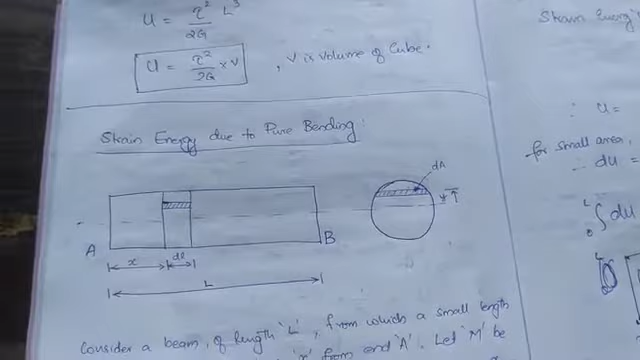 U = τ²/2G L³
U = τ²/2G × V , V is Volume of Cube.
Strain Energy due to Pure Bending:
dA
A
B
x
dl
L
Consider a beam, of length 'L', from which a small length
'x' from end 'A'. Let 'M' be
Strain Energy
∴ U =
for small area,
∴ dU =
∫ dU